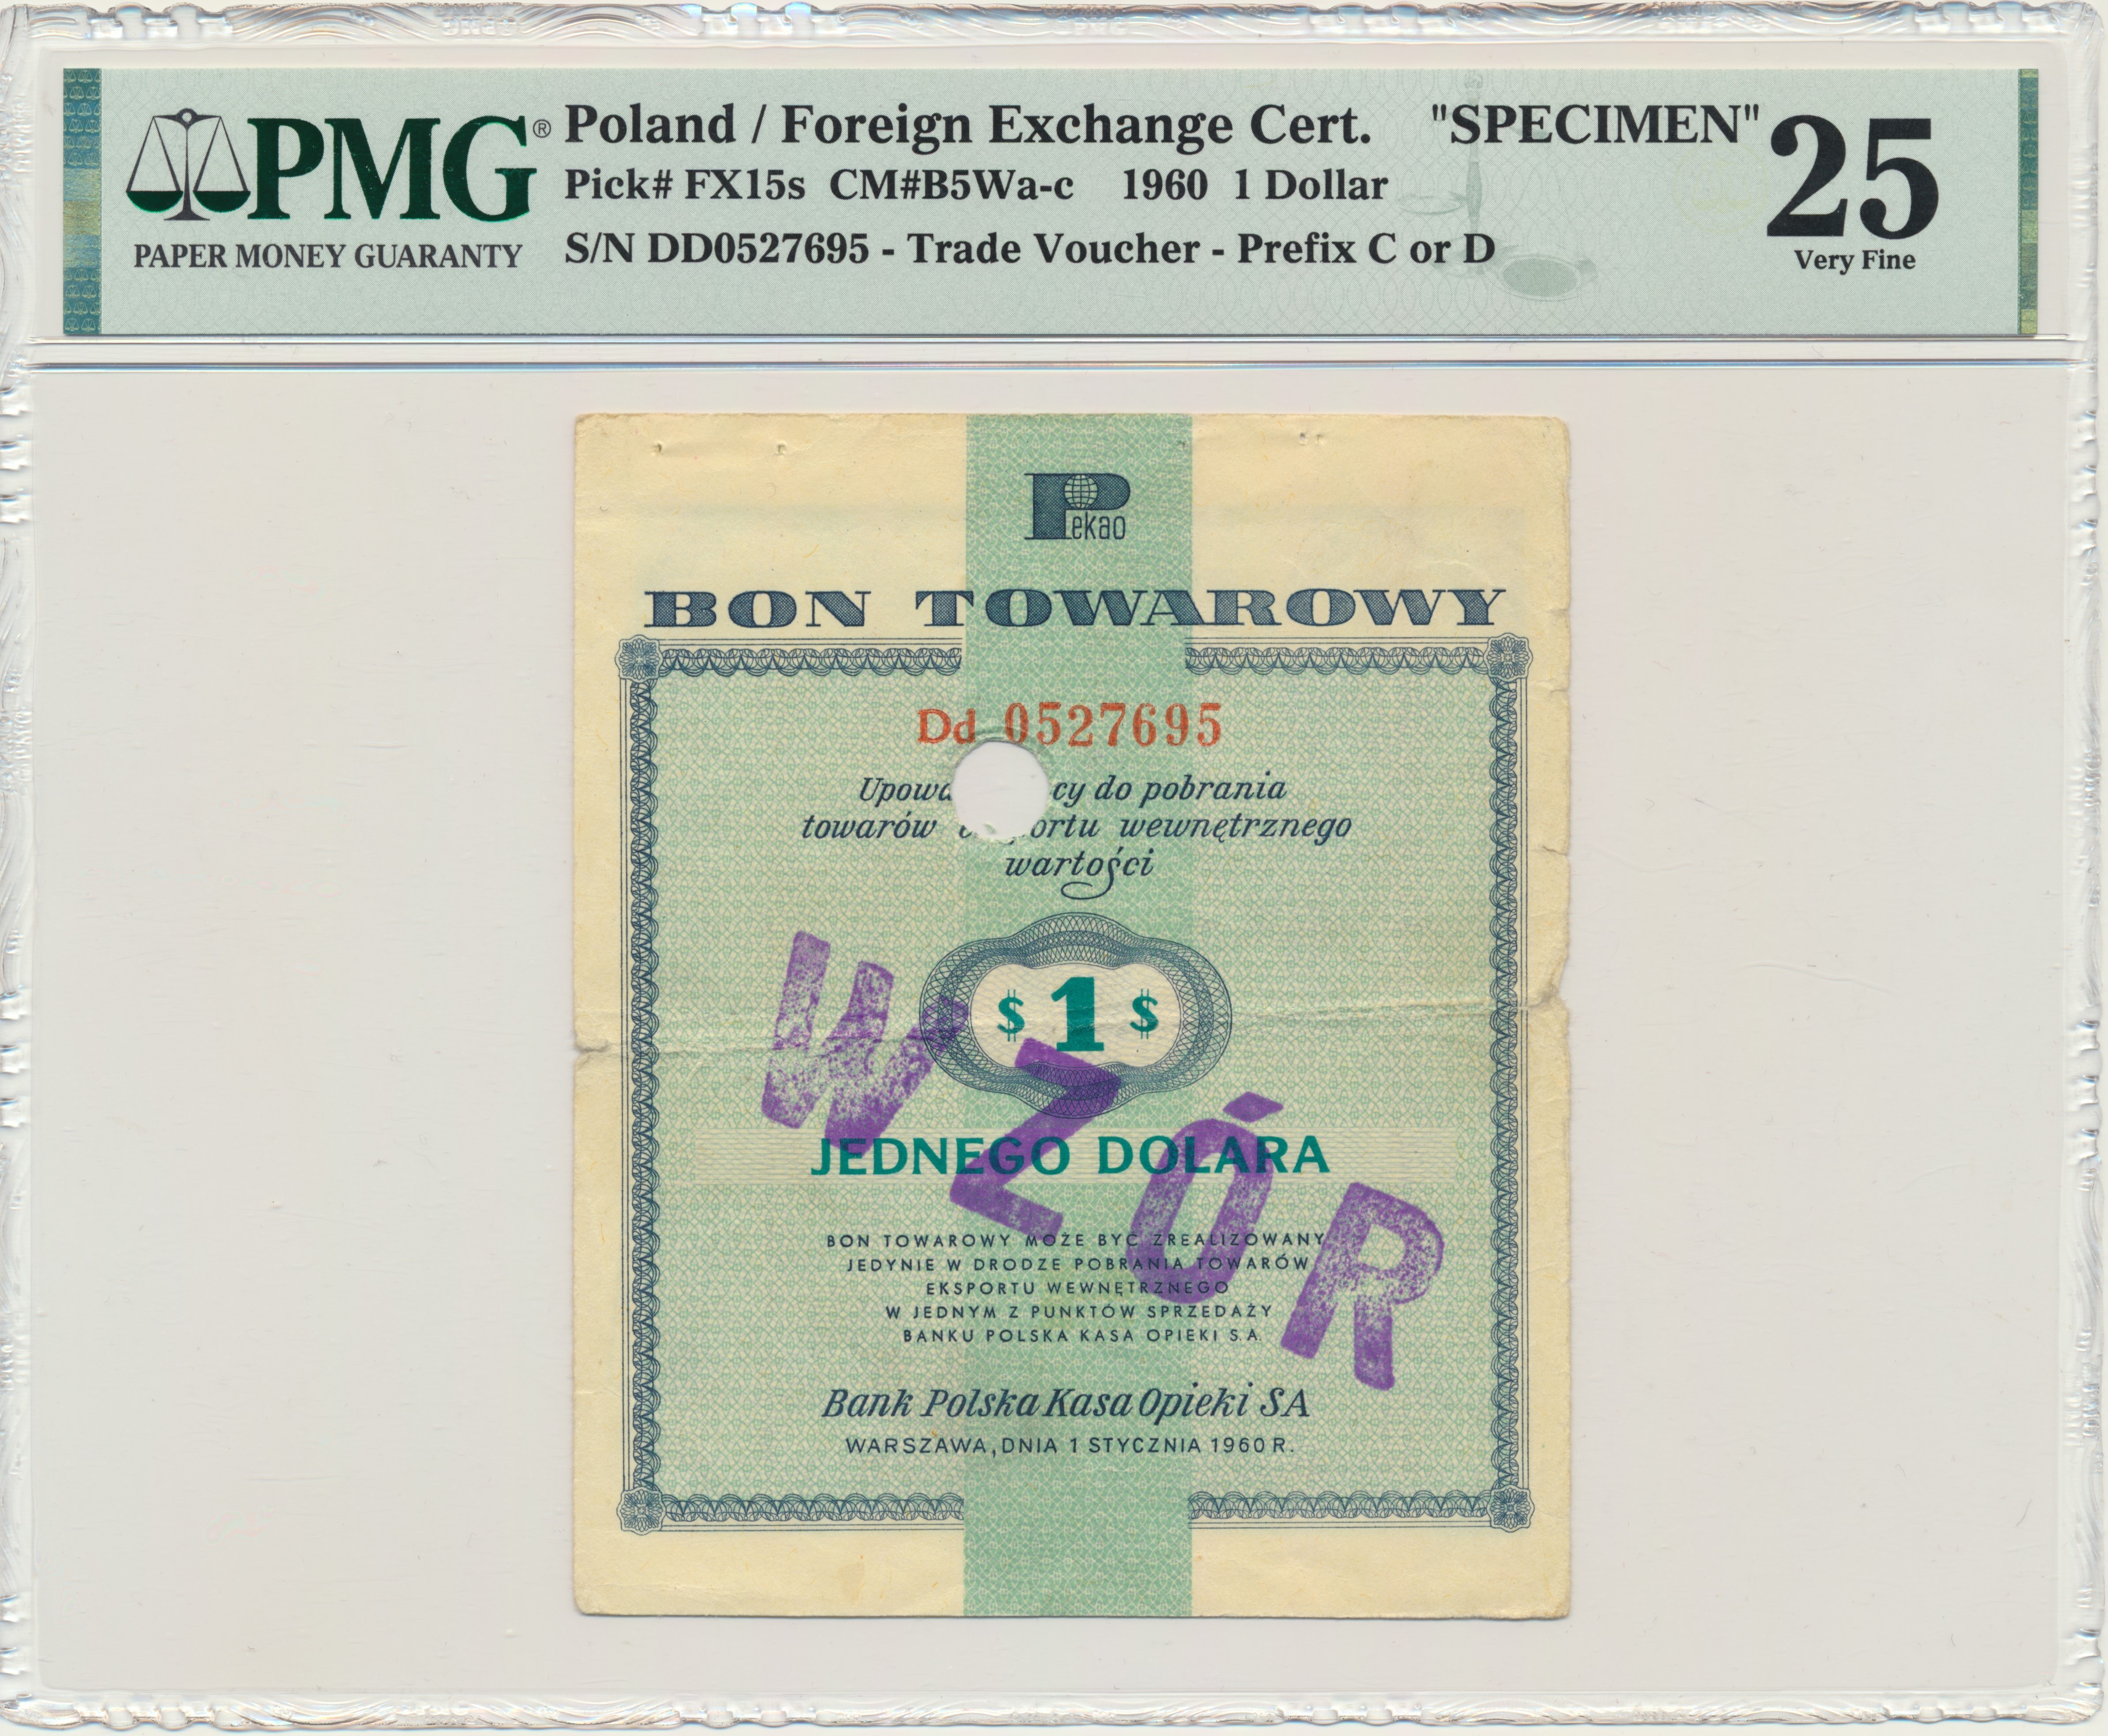 PMG® Poland / Foreign Exchange Cert. "SPECIMEN" 25
Pick# FX15s CM#B5Wa-c 1960 1 Dollar
PAPER MONEY GUARANTY S/N DD0527695 - Trade Voucher - Prefix C or D Very Fine
Pekao
BON TOWAROWY
Dd 0527695
cy do pobrania
towarów wewnętrznego
wartości
$ 1 $
WZÓR
JEDNEGO DOLARA
BON TOWAROWY MOŻE BYĆ ZREALIZOWANY
JEDYNIE W DRODZE POBRANIA TOWARÓW
EKSPORTU WEWNĘTRZNEGO
W JEDNYM Z PUNKTÓW SPRZEDAŻY
BANKU POLSKA KASA OPIEKI S.A.
Bank Polska Kasa Opieki SA
WARSZAWA, DNIA 1 STYCZNIA 1960 R.